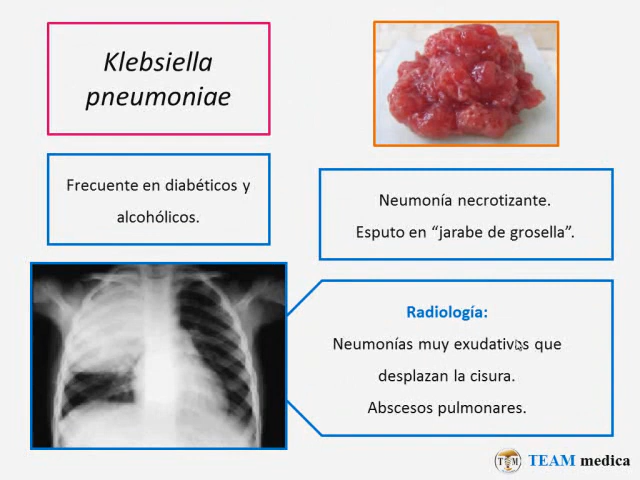 Klebsiella
pneumoniae
Frecuente en diabéticos y
alcohólicos.
Neumonía necrotizante.
Esputo en “jarabe de grosella”.
Radiología:
Neumonías muy exudativas que
desplazan la cisura.
Abscesos pulmonares.
TEAM medica